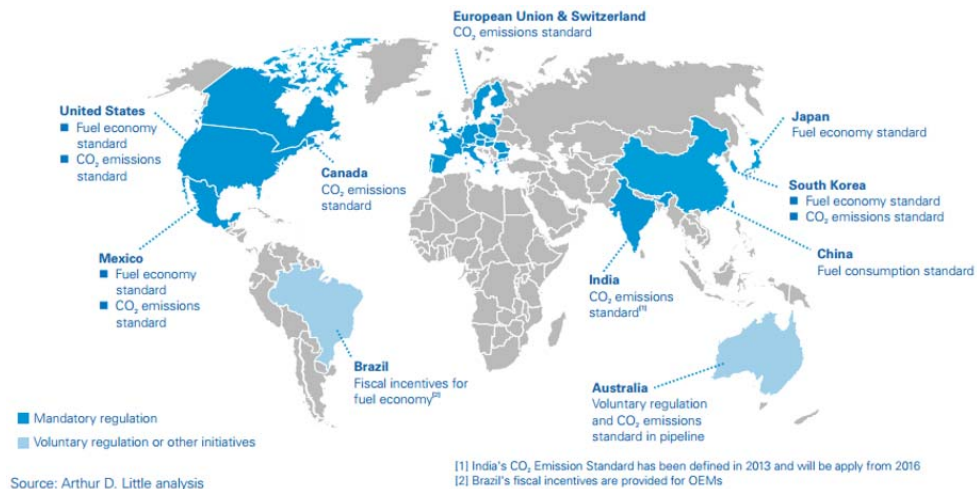 European Union & Switzerland
CO₂ emissions standard
United States
Fuel economy
standard
CO₂ emissions
standard
Canada
CO₂ emissions
standard
Japan
Fuel economy standard
South Korea
Fuel economy standard
CO₂ emissions standard
Mexico
Fuel economy
standard
CO₂ emissions
standard
China
Fuel consumption standard
India
CO₂ emissions
standard[1]
Brazil
Fiscal incentives for
fuel economy[2]
Australia
Voluntary regulation
and CO₂ emissions
standard in pipeline
Mandatory regulation
Voluntary regulation or other initiatives
[1] India's CO₂ Emission Standard has been defined in 2013 and will be apply from 2016
[2] Brazil's fiscal incentives are provided for OEMs
Source: Arthur D. Little analysis